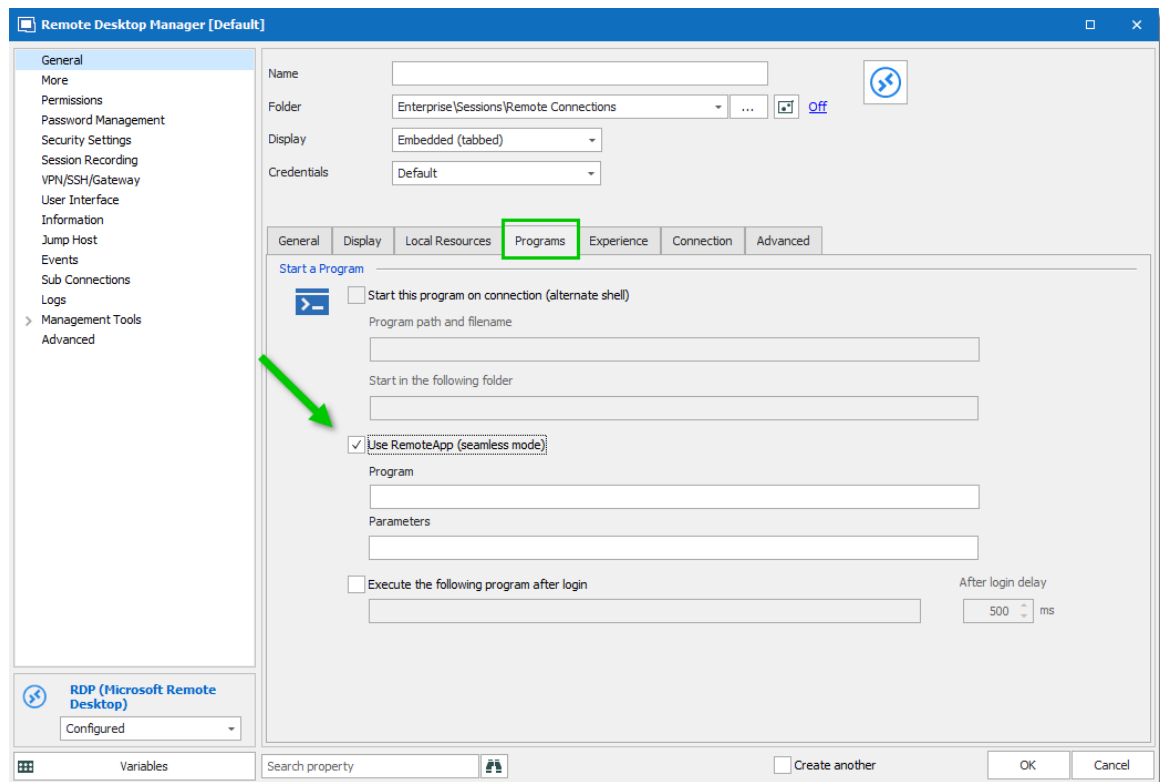 Remote Desktop Manager [Default]
General
More
Permissions
Password Management
Security Settings
Session Recording
VPN/SSH/Gateway
User Interface
Information
Jump Host
Events
Sub Connections
Logs
Management Tools
Advanced
RDP (Microsoft Remote
Desktop)
Configured
Variables
Name
Folder
Enterprise\Sessions\Remote Connections
...
Off
Display
Embedded (tabbed)
Credentials
Default
General Display Local Resources Programs Experience Connection Advanced
Start a Program
Start this program on connection (alternate shell)
Program path and filename
Start in the following folder
Use RemoteApp (seamless mode)
Program
Parameters
Execute the following program after login
After login delay
500 ms
Search property
Create another
OK
Cancel